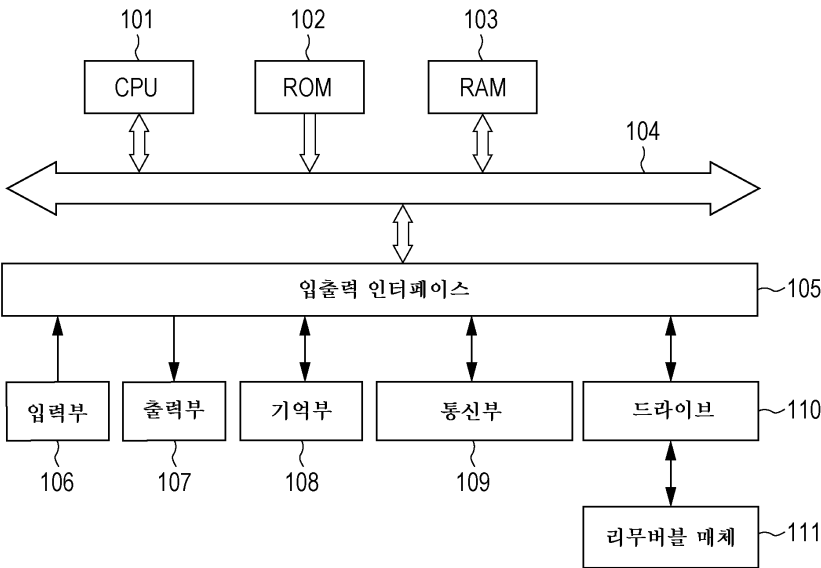 101
102
103
CPU
ROM
RAM
104
입출력 인터페이스
105
입력부
출력부
기억부
통신부
드라이브
110
106
107
108
109
리무버블 매체
111